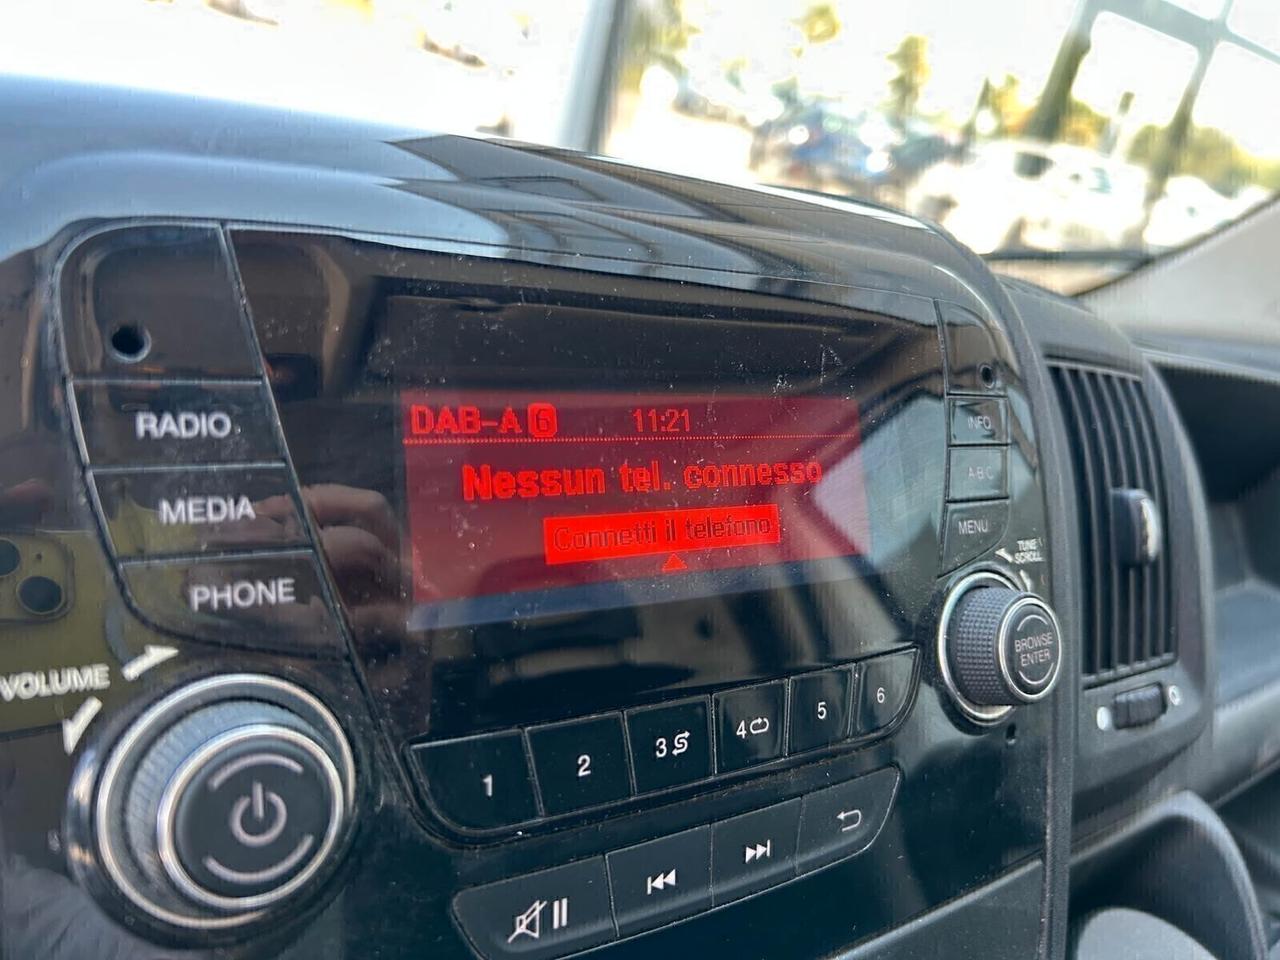 DAB-A 6 11:21
Nessun tel. connesso
Connetti il telefono
RADIO
MEDIA
PHONE
VOLUME
INFO
A-B-C
MENU
TUNE
SCROLL
BROWSE
ENTER
1 2 3 4 5 6